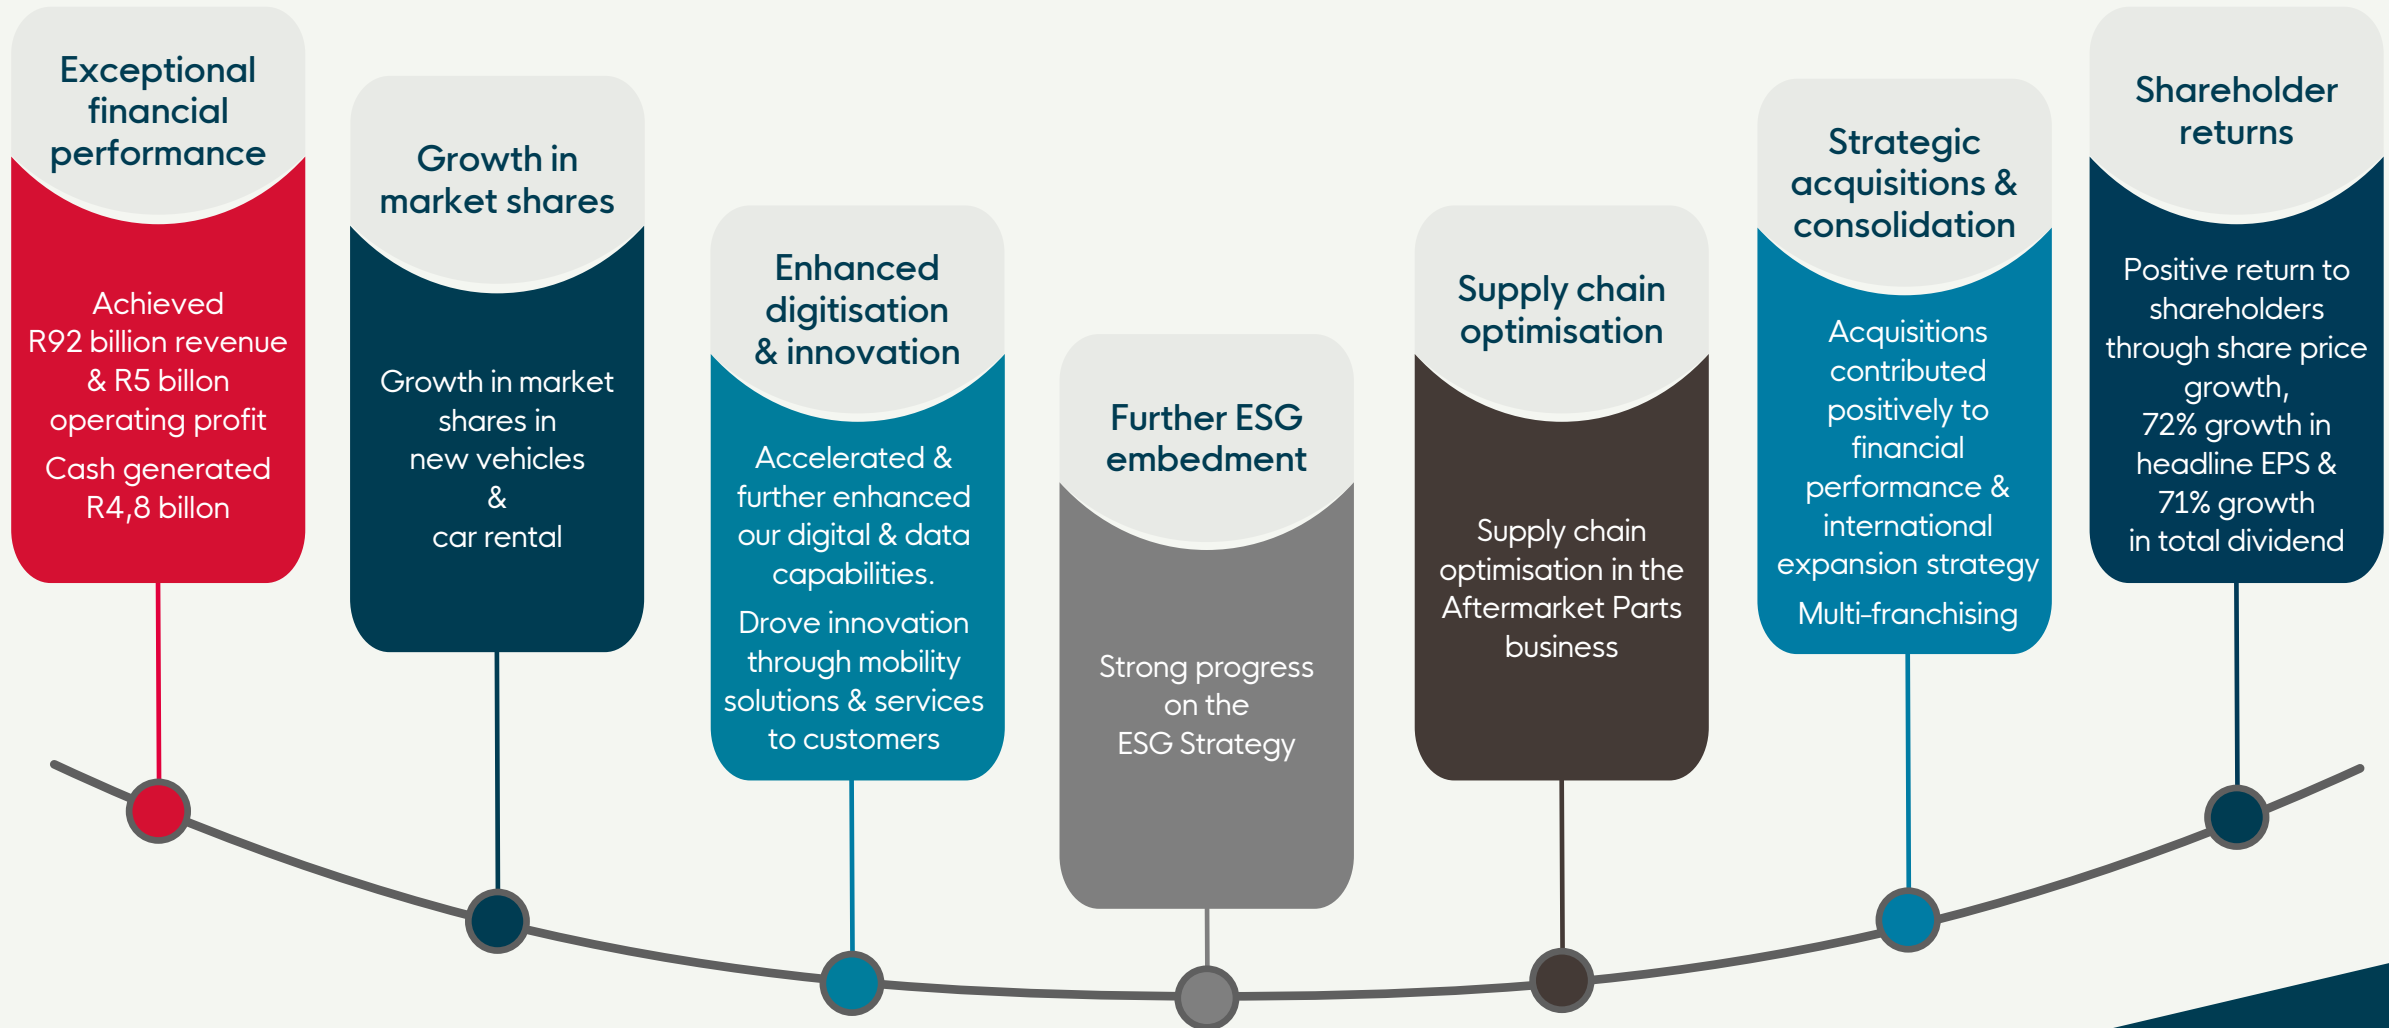 Exceptional
financial
performance
Achieved
R92 billion revenue
& R5 billon
operating profit
Cash generated
R4,8 billon
Growth in
market shares
Growth in market
shares in
new vehicles
&
car rental
Enhanced
digitisation
& innovation
Accelerated &
further enhanced
our digital & data
capabilities.
Drove innovation
through mobility
solutions & services
to customers
Further ESG
embedment
Strong progress
on the
ESG Strategy
Supply chain
optimisation
Supply chain
optimisation in the
Aftermarket Parts
business
Strategic
acquisitions &
consolidation
Acquisitions
contributed
positively to
financial
performance &
international
expansion strategy
Multi-franchising
Shareholder
returns
Positive return to
shareholders
through share price
growth,
72% growth in
headline EPS &
71% growth
in total dividend